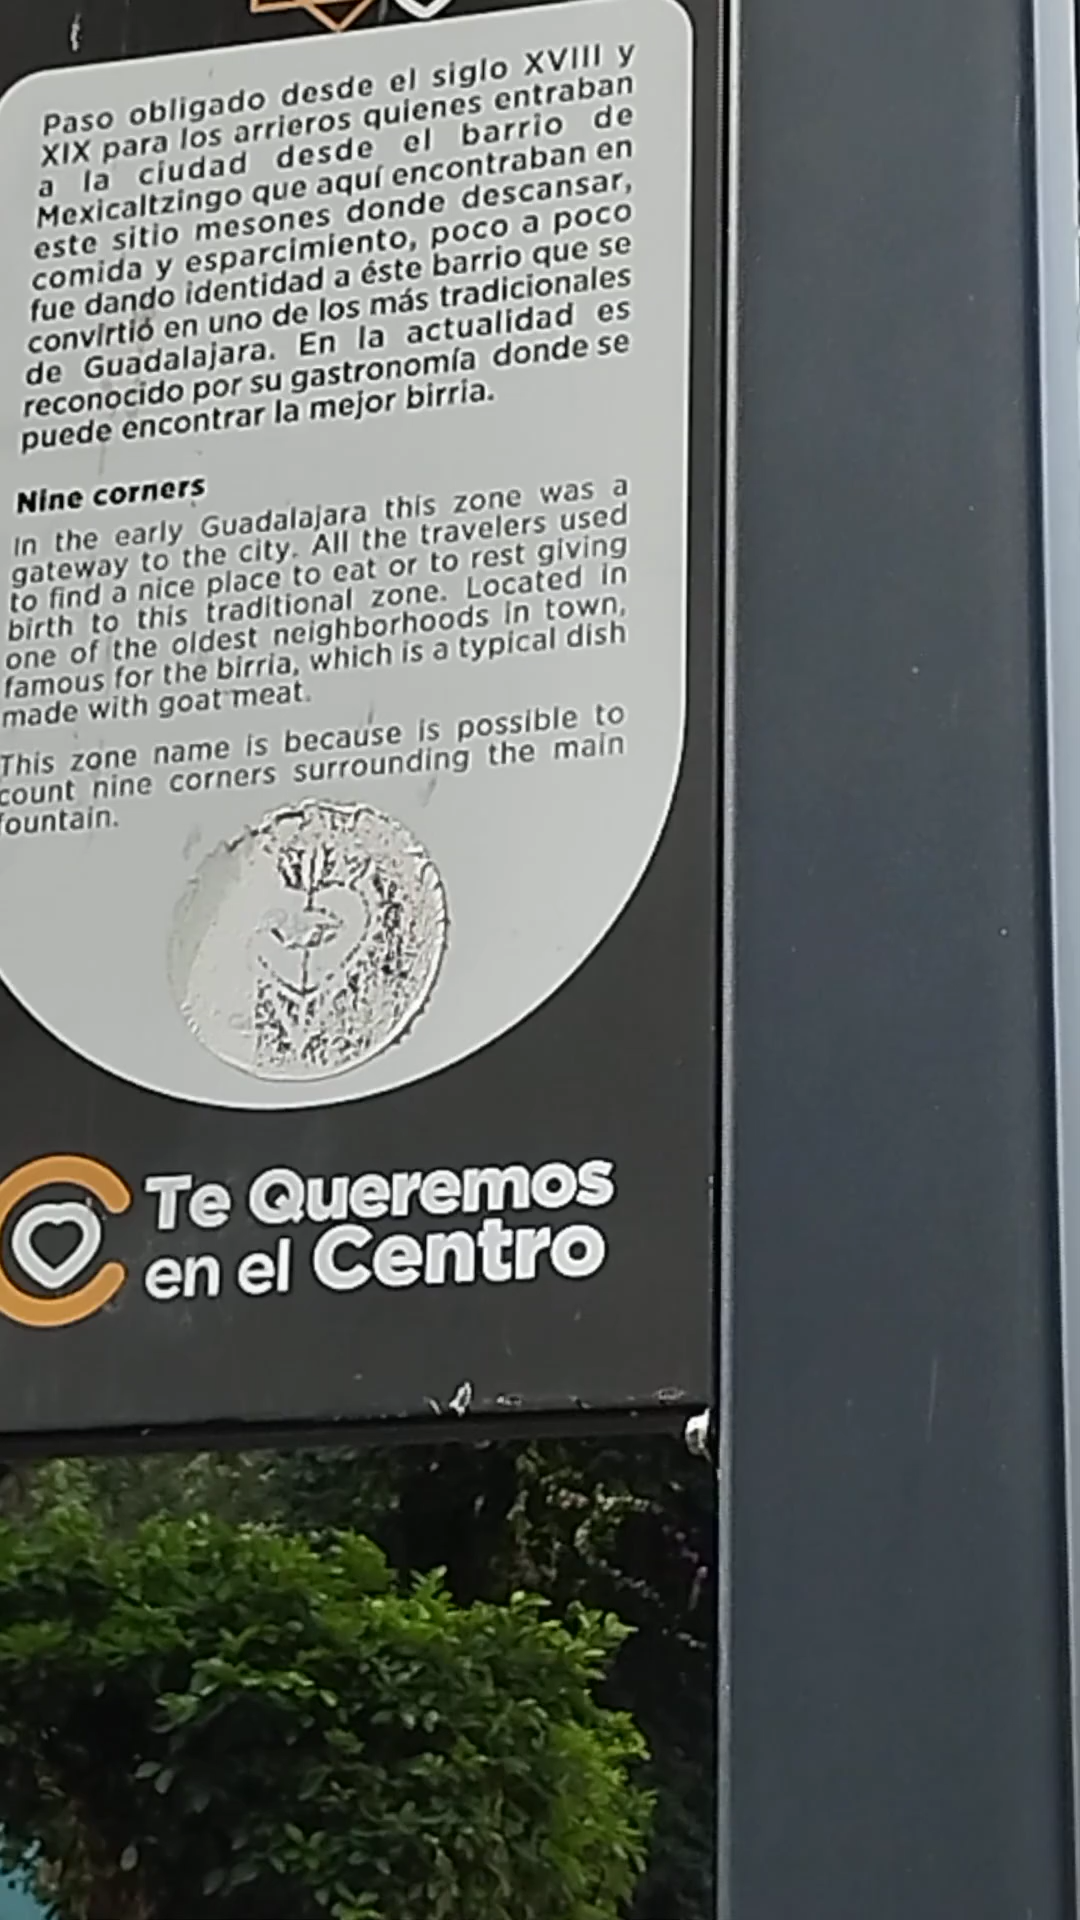 Paso obligado desde el siglo XVIII y
XIX para los arrieros quienes entraban
a la ciudad desde el barrio de
Mexicaltzingo que aquí encontraban en
este sitio mesones donde descansar,
comida y esparcimiento, poco a poco
fue dando identidad a éste barrio que se
convirtió en uno de los más tradicionales
de Guadalajara. En la actualidad es
reconocido por su gastronomía donde se
puede encontrar la mejor birria.
Nine corners
In the early Guadalajara this zone was a
gateway to the city. All the travelers used
to find a nice place to eat or to rest giving
birth to this traditional zone. Located in
one of the oldest neighborhoods in town,
famous for the birria, which is a typical dish
made with goat meat.
This zone name is because is possible to
count nine corners surrounding the main
fountain.
Te Queremos
en el Centro